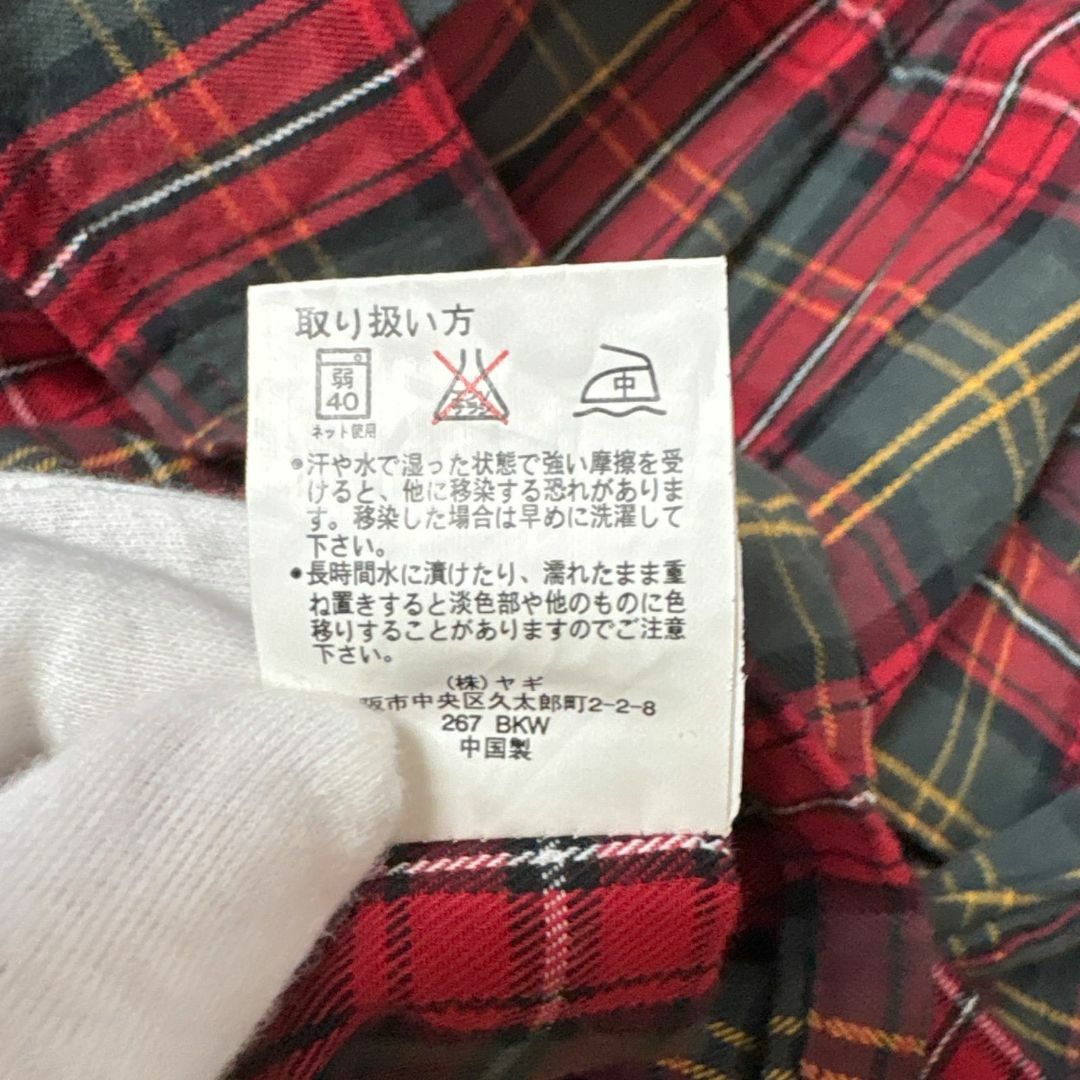 取り扱い方
弱
40
ネット使用
エンソ
サラシ
中
●汗や水で湿った状態で強い摩擦を受
けると、他に移染する恐れがありま
す。移染した場合は早めに洗濯して
下さい。
●長時間水に漬けたり、濡れたまま重
ね置きすると淡色部や他のものに色
移りすることがありますのでご注意
下さい。
(株)ヤギ
阪市中央区久太郎町2-2-8
267 BKW
中国製